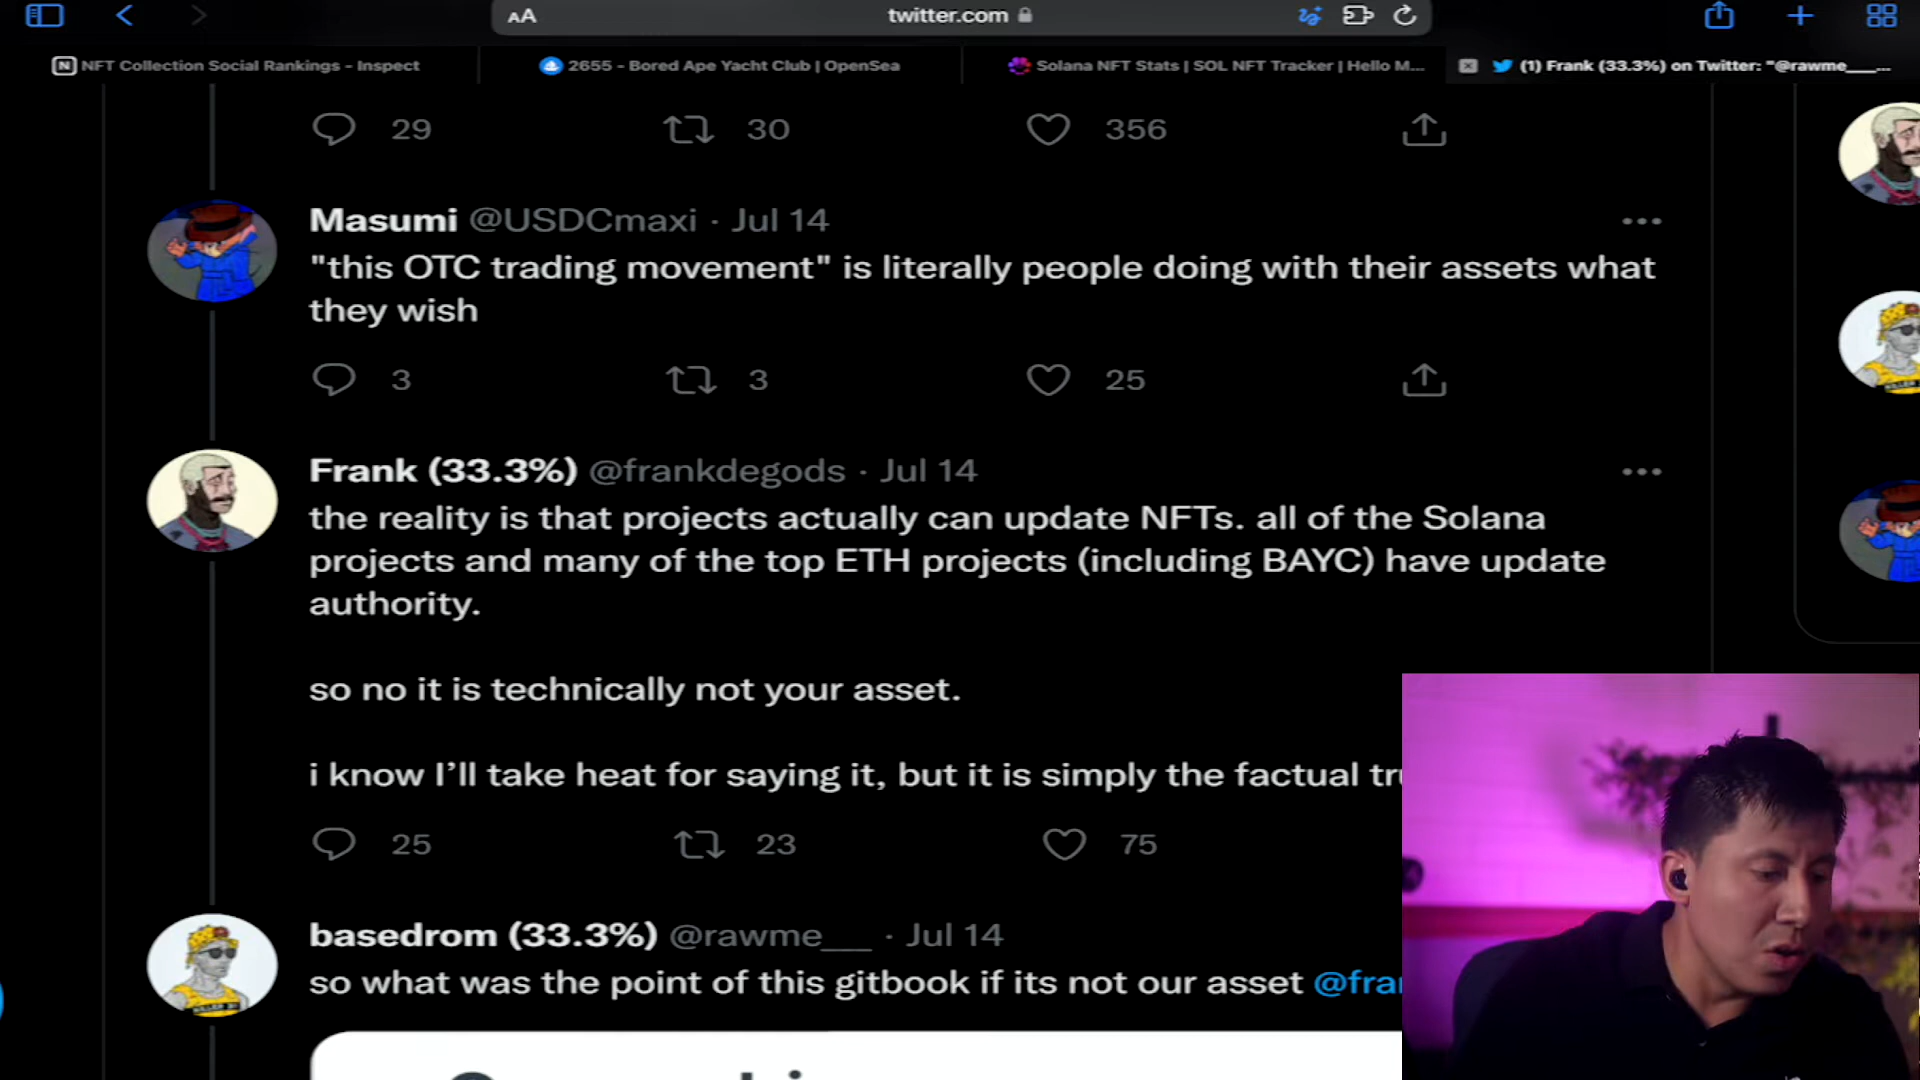 AA
twitter.com
NFT Collection Social Rankings - Inspect
2655 - Bored Ape Yacht Club | OpenSea
Solana NFT Stats | SOL NFT Tracker | Hello M...
(1) Frank (33.3%) on Twitter: "@rawme___...
29 30 356
Masumi @USDCmaxi · Jul 14
"this OTC trading movement" is literally people doing with their assets what
they wish
3 3 25
Frank (33.3%) @frankdegods · Jul 14
the reality is that projects actually can update NFTs. all of the Solana
projects and many of the top ETH projects (including BAYC) have update
authority.
so no it is technically not your asset.
i know I'll take heat for saying it, but it is simply the factual
25 23 75
basedrom (33.3%) @rawme___ · Jul 14
so what was the point of this gitbook if its not our asset